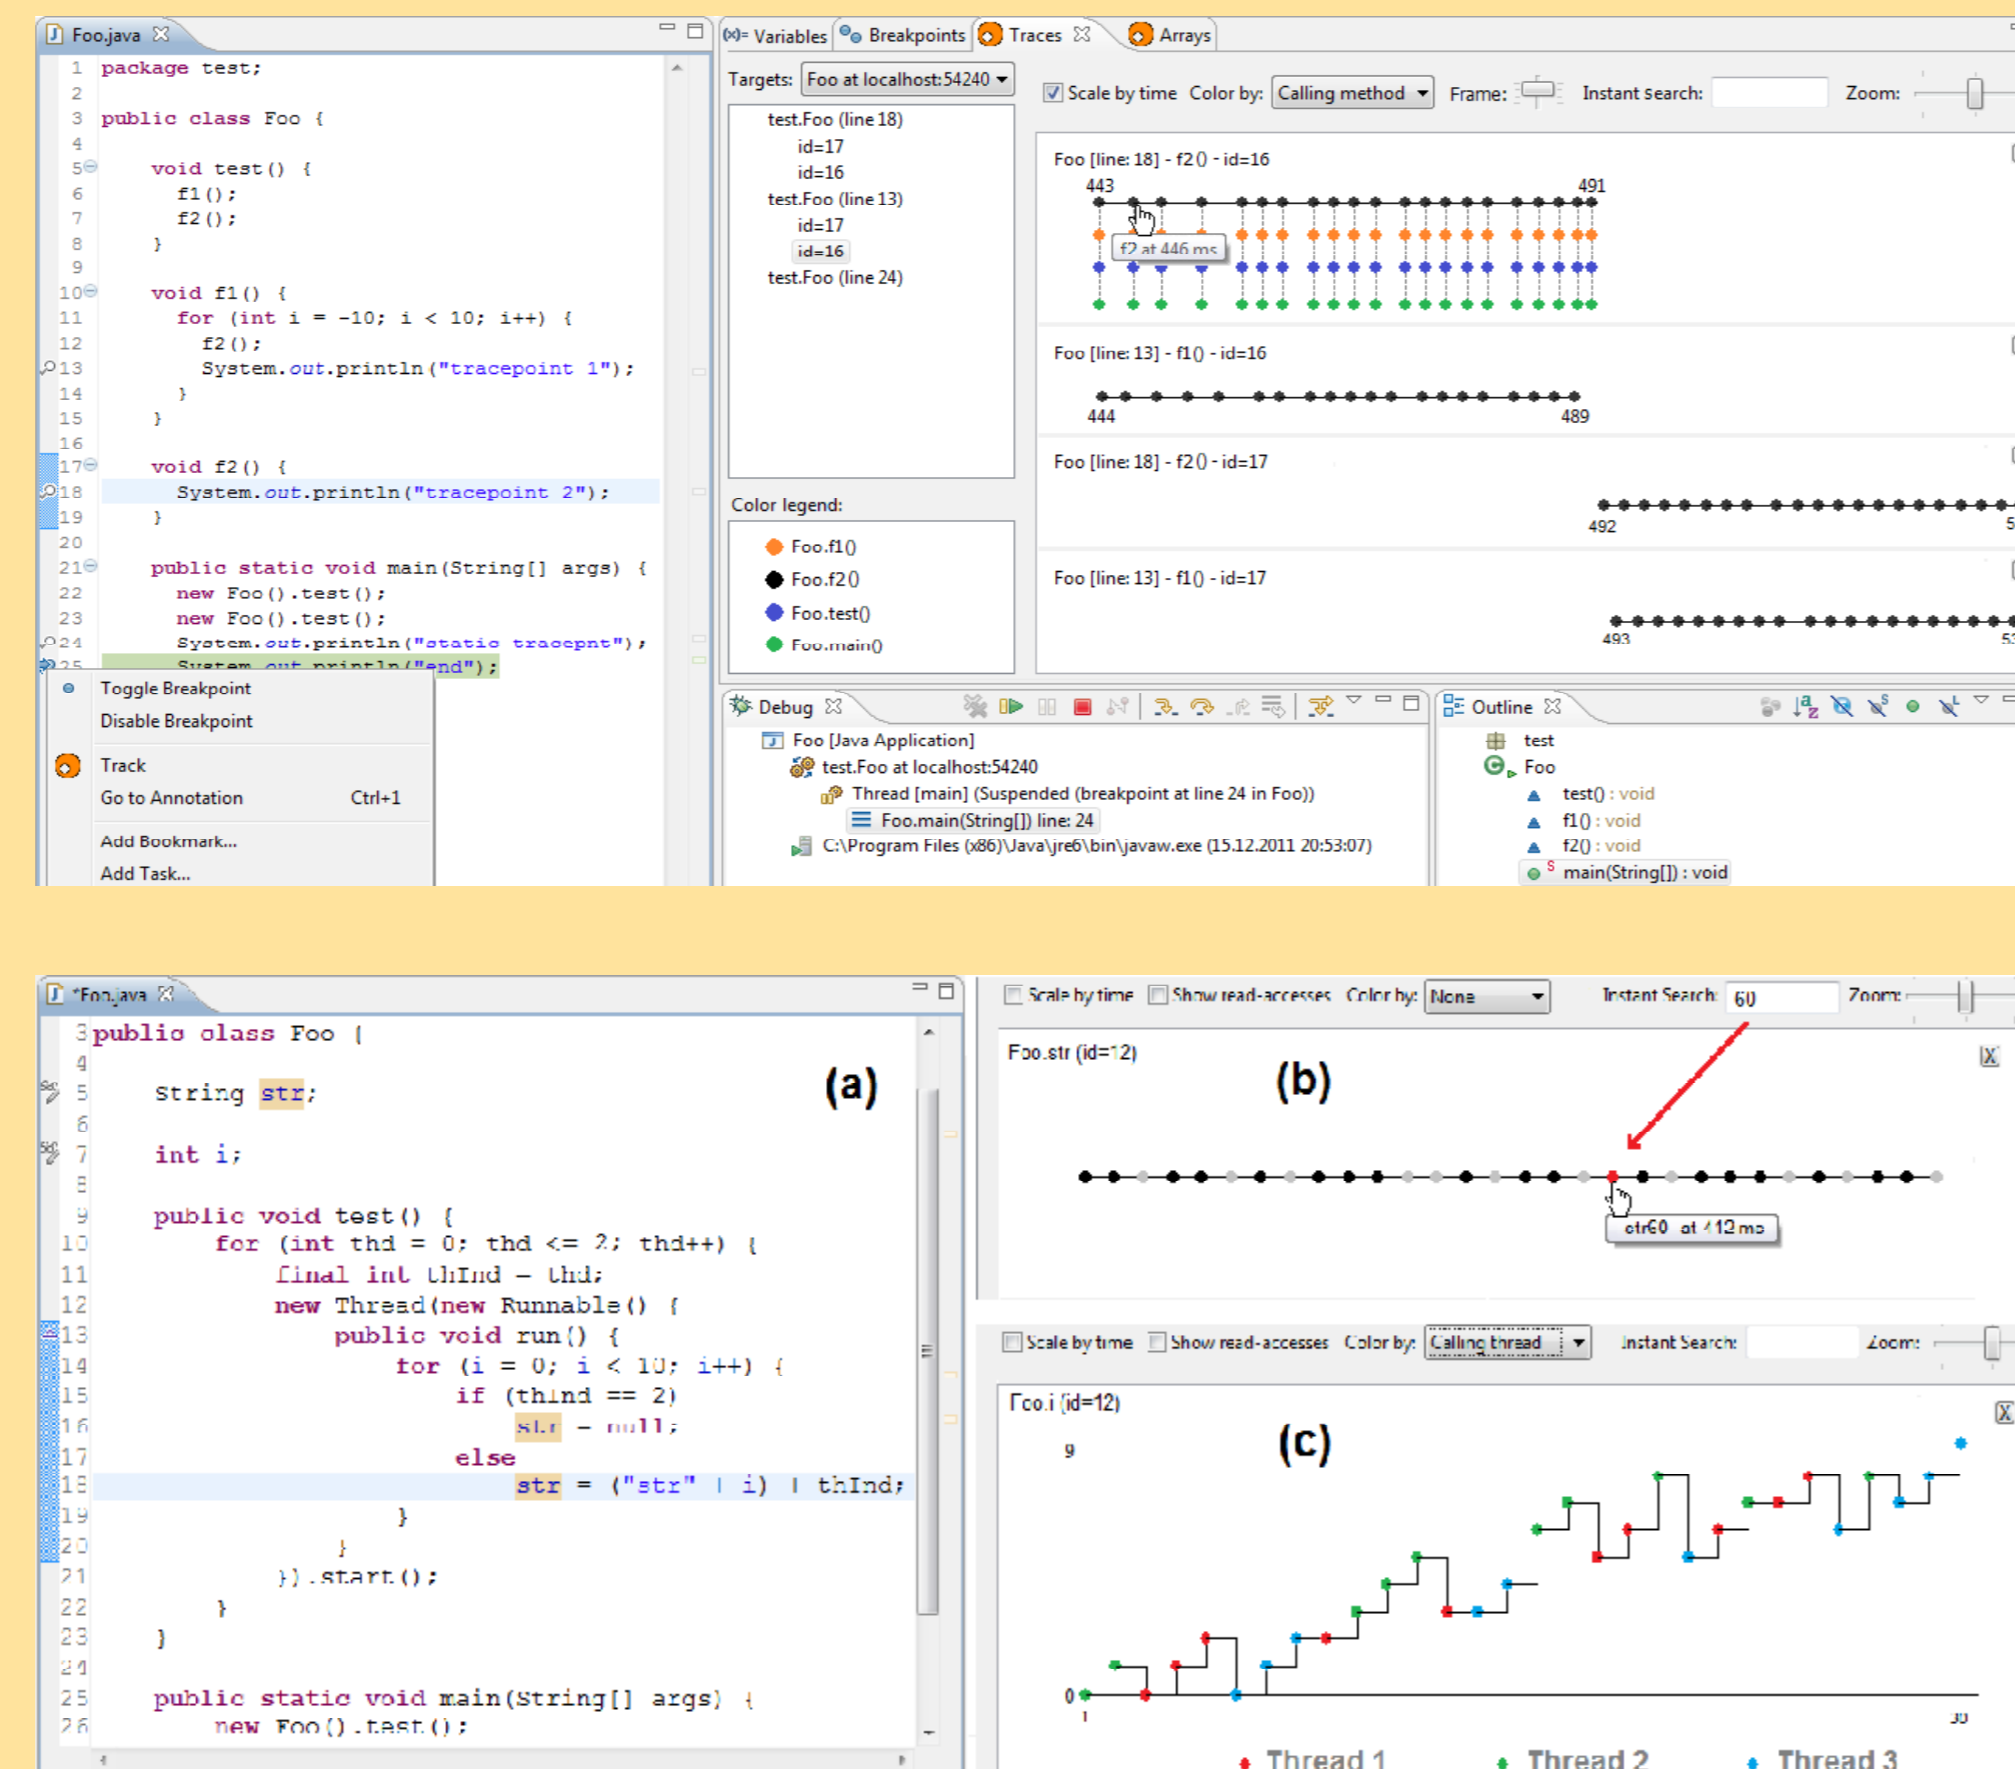 Foo.java
1 package test;
2
3 public class Foo {
4
5 void test() {
6 f1();
7 f2();
8 }
9
10 void f1() {
11 for (int i = -10; i < 10; i++) {
12 f2();
13 System.out.println("tracepoint 1");
14 }
15 }
16
17 void f2() {
18 System.out.println("tracepoint 2");
19 }
20
21 public static void main(String[] args) {
22 new Foo().test();
23 new Foo().test();
24 System.out.println("static tracepnt");
25 System.out.println("end");
Toggle Breakpoint
Disable Breakpoint
Track
Go to Annotation Ctrl+1
Add Bookmark...
Add Task...
(x)= Variables Breakpoints Traces Arrays
Targets: Foo at localhost:54240
test.Foo (line 18)
id=17
id=16
test.Foo (line 13)
id=17
id=16
test.Foo (line 24)
Color legend:
Foo.f1()
Foo.f2()
Foo.test()
Foo.main()
Scale by time Color by: Calling method Frame: Instant search: Zoom:
Foo [line: 18] - f2() - id=16
443 491
f2 at 446 ms
Foo [line: 13] - f1() - id=16
444 489
Foo [line: 18] - f2() - id=17
492
Foo [line: 13] - f1() - id=17
493
Debug
Foo [Java Application]
test.Foo at localhost:54240
Thread [main] (Suspended (breakpoint at line 24 in Foo))
Foo.main(String[]) line: 24
C:\Program Files (x86)\Java\jre6\bin\javaw.exe (15.12.2011 20:53:07)
Outline
test
Foo
test() : void
f1() : void
f2() : void
main(String[]) : void
*Foo.java
(a)
3 public class Foo {
4
5 String str;
6
7 int i;
8
9 public void test() {
10 for (int thd = 0; thd <= 2; thd++) {
11 final int thInd = thd;
12 new Thread(new Runnable() {
13 public void run() {
14 for (i = 0; i < 10; i++) {
15 if (thInd == 2)
16 str = null;
17 else
18 str = ("str" + i) + thInd;
19 }
20 }
21 }).start();
22 }
23 }
24
25 public static void main(String[] args) {
26 new Foo().test();
Scale by time Show read-accesses Color by: None Instant Search: 60 Zoom:
Foo.str (id=12)
(b)
X
str60 at 412 ms
Scale by time Show read-accesses Color by: Calling thread Instant Search: Zoom:
Foo.i (id=12)
(c)
X
9
0
1 30
Thread 1 Thread 2 Thread 3